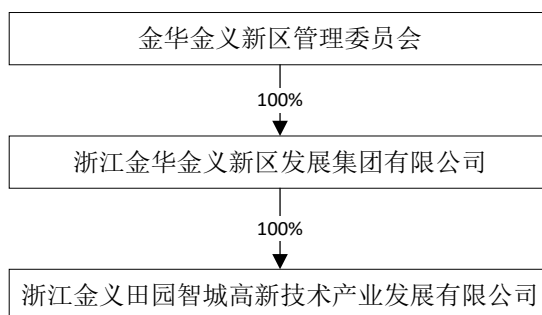 金华金义新区管理委员会
100%
浙江金华金义新区发展集团有限公司
100%
浙江金义田园智城高新技术产业发展有限公司